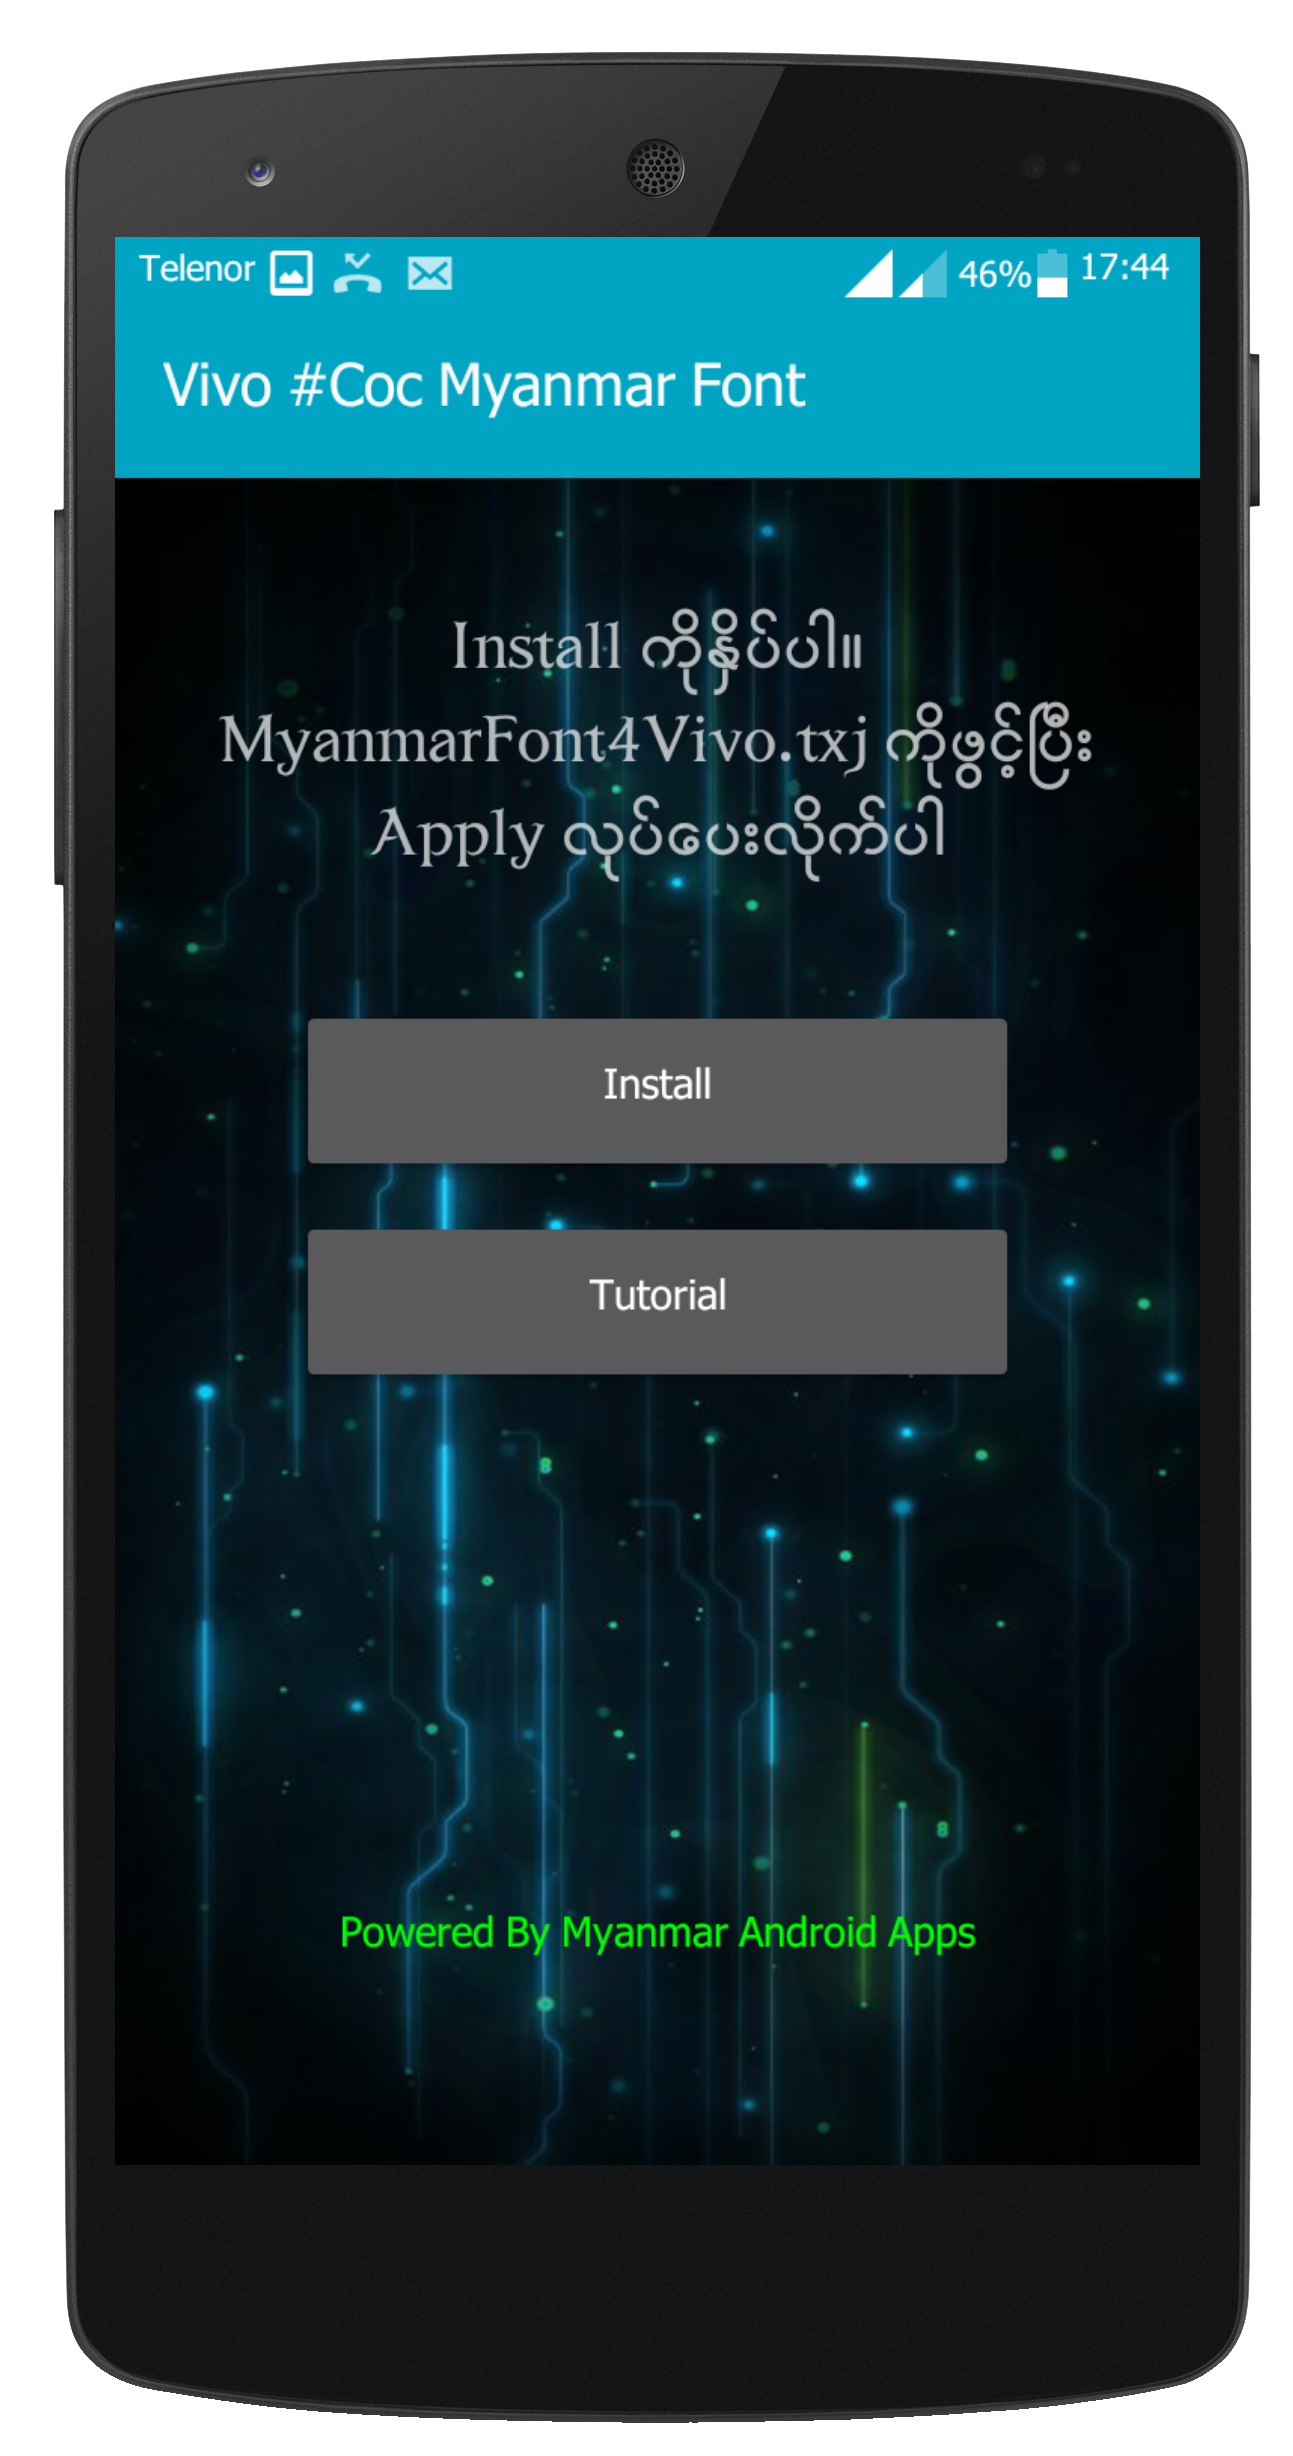 Telenor 46% 17:44
Vivo #Coc Myanmar Font
Install ကိုနှိပ်ပါ။
MyanmarFont4Vivo.txj ကိုဖွင့်ပြီး
Apply လုပ်ပေးလိုက်ပါ
Install
Tutorial
Powered By Myanmar Android Apps